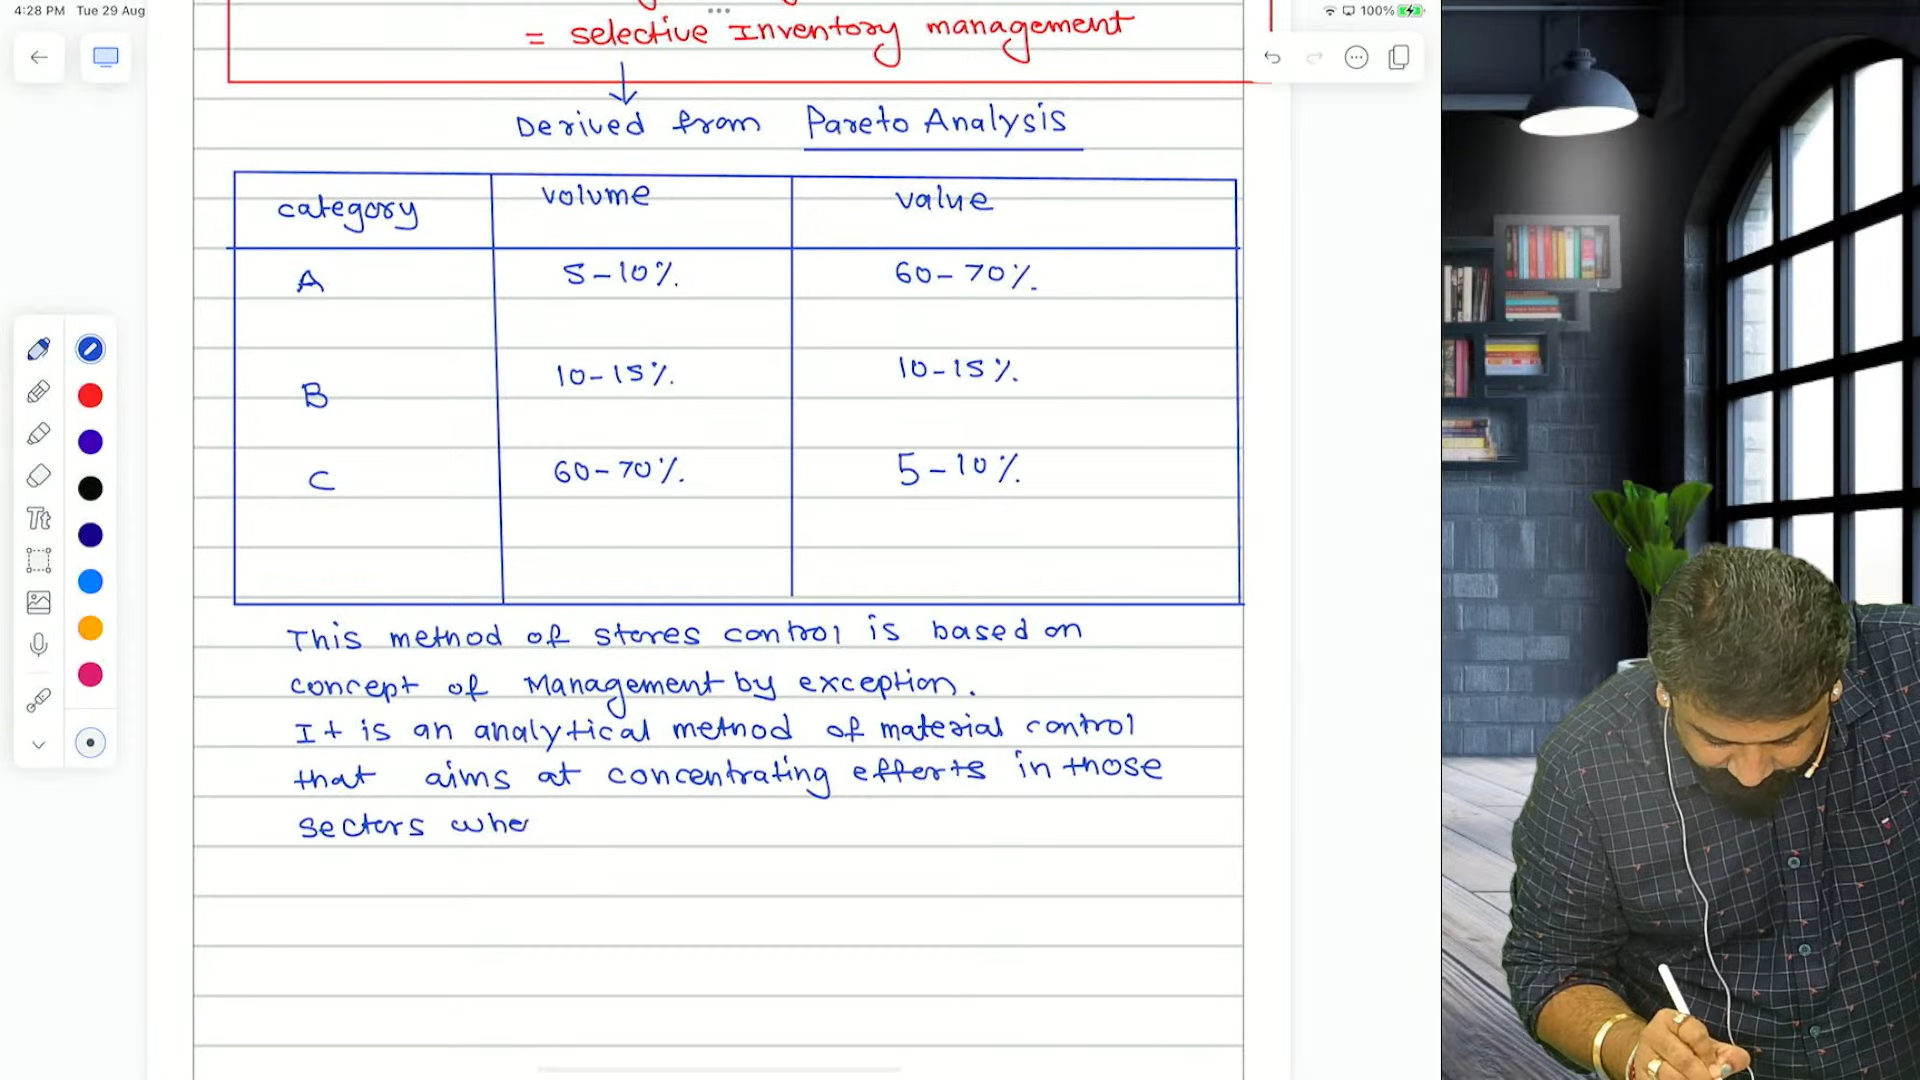 4:28 PM Tue 29 Aug
100%
= selective Inventory management
Derived from Pareto Analysis
category volume value
A 5-10%. 60-70%.
B 10-15%. 10-15%.
C 60-70%. 5-10%.
Tt
This method of stores control is based on
concept of Management by exception.
It is an analytical method of material control
that aims at concentrating efforts in those
sectors whe